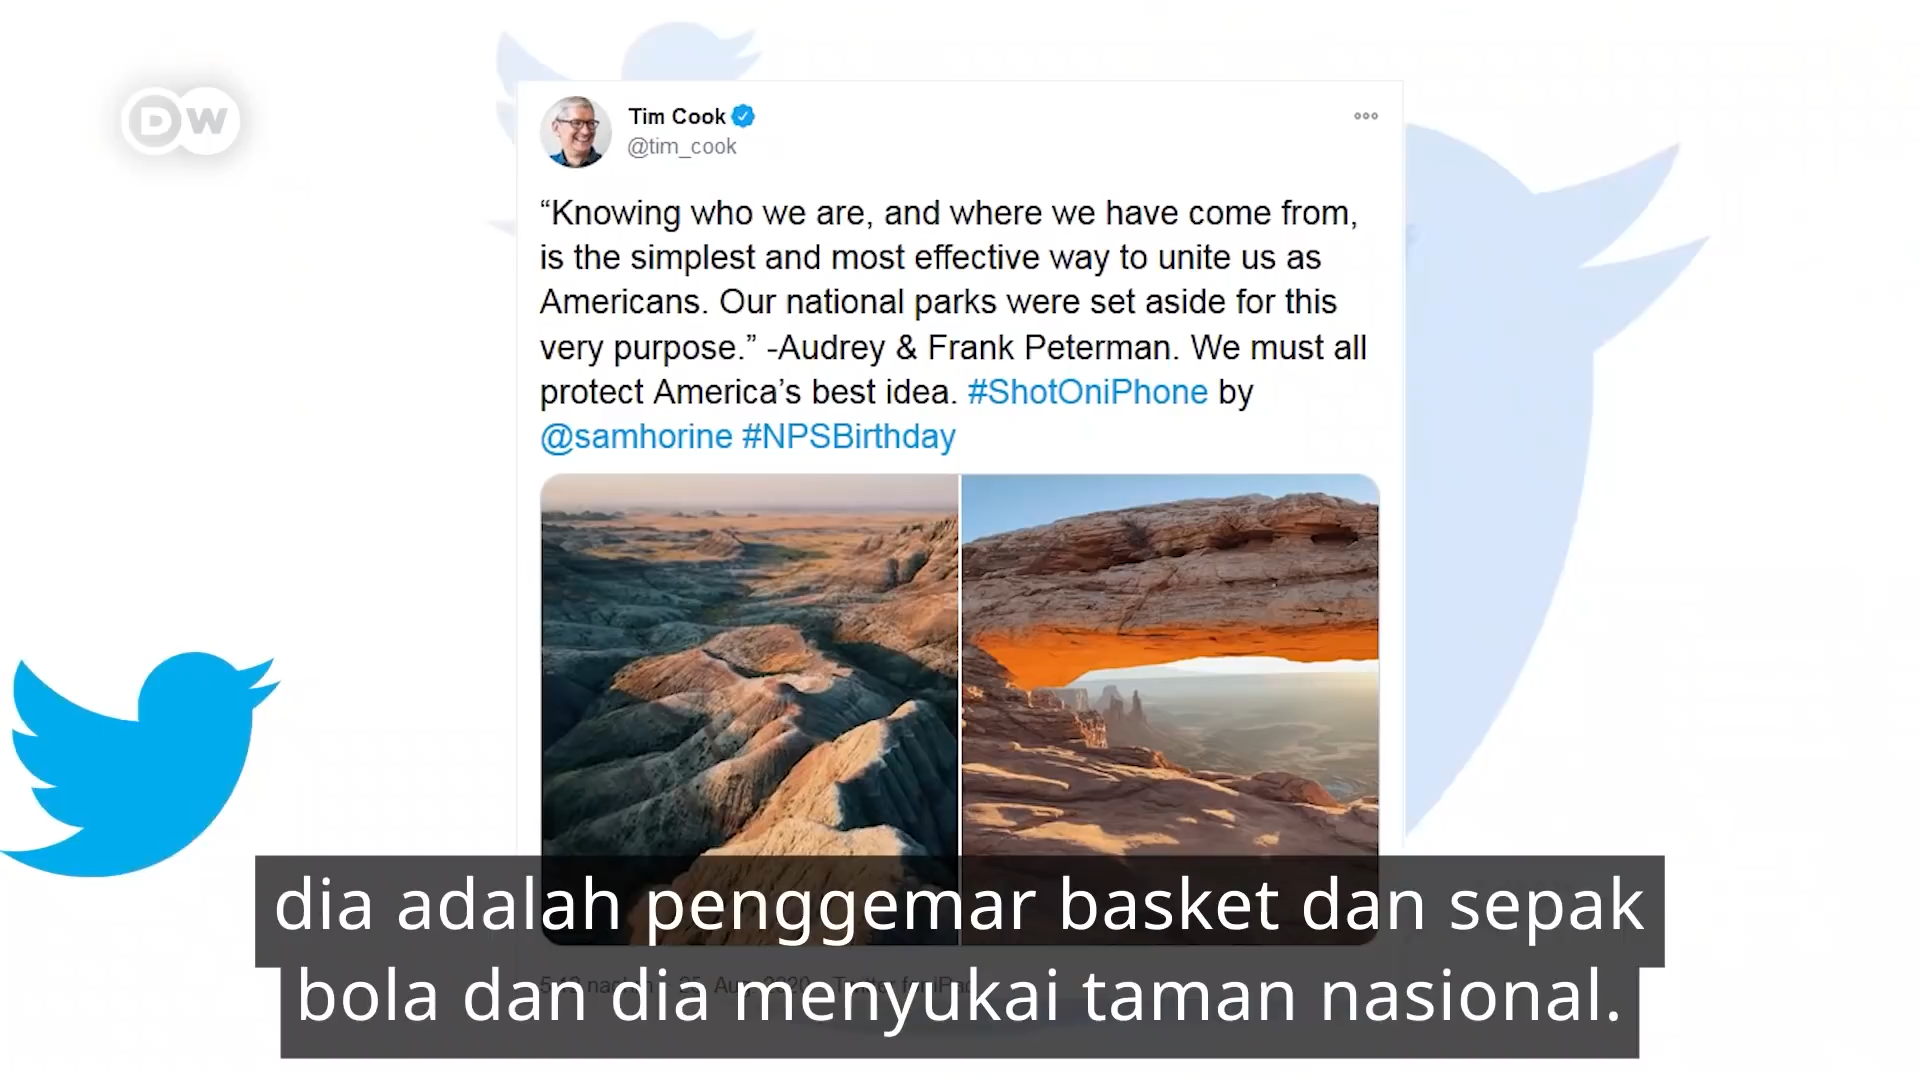 DW
Tim Cook
@tim_cook
“Knowing who we are, and where we have come from,
is the simplest and most effective way to unite us as
Americans. Our national parks were set aside for this
very purpose.” -Audrey & Frank Peterman. We must all
protect America’s best idea. #ShotOniPhone by
@samhorine #NPSBirthday
dia adalah penggemar basket dan sepak
bola dan dia menyukai taman nasional.